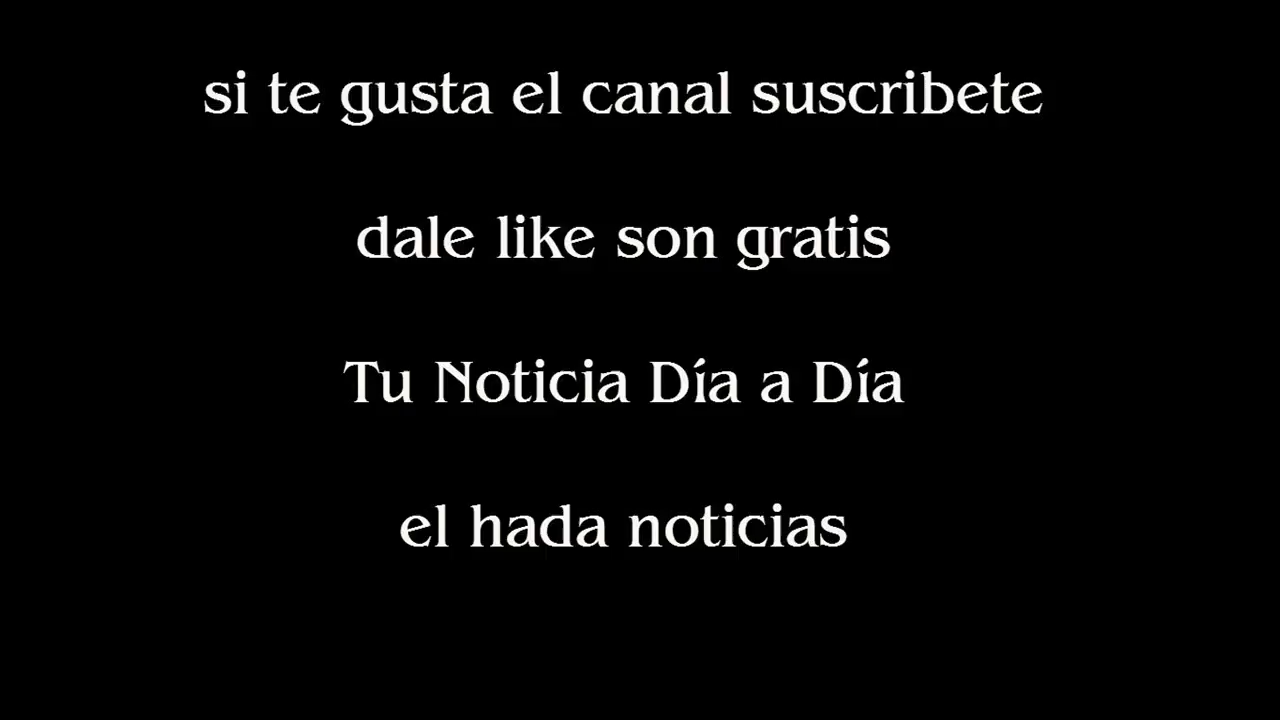 si te gusta el canal suscribete
dale like son gratis
Tu Noticia Día a Día
el hada noticias